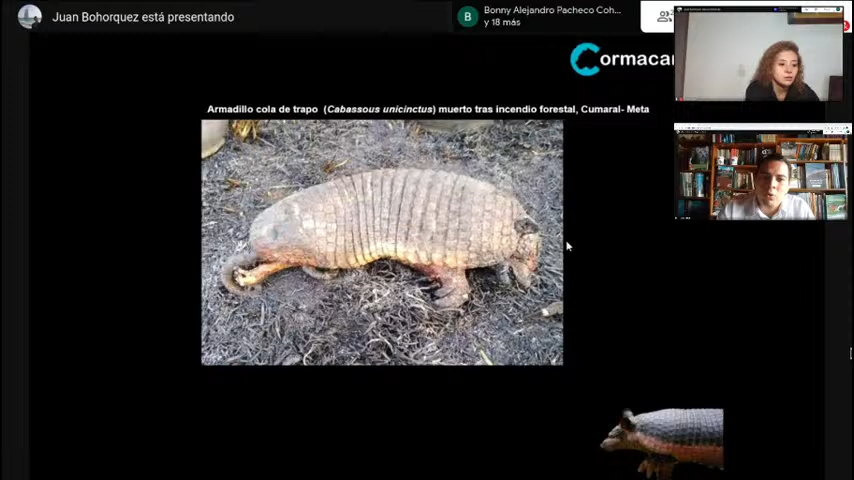 Juan Bohorquez está presentando
B
Bonny Alejandro Pacheco Coh...
y 18 más
Cormacar
Armadillo cola de trapo (Cabassous unicinctus) muerto tras incendio forestal, Cumaral- Meta